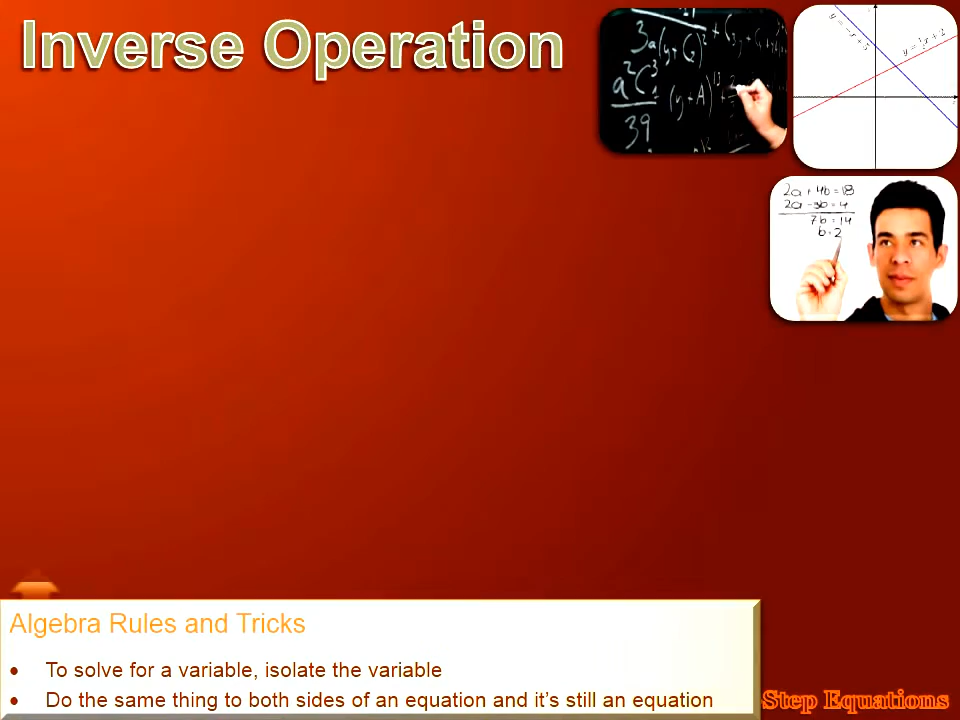 Inverse Operation
2a + 4b = 18
2a - 3b = 4
7b = 14
b = 2
Algebra Rules and Tricks
• To solve for a variable, isolate the variable
• Do the same thing to both sides of an equation and it's still an equation
Step Equations